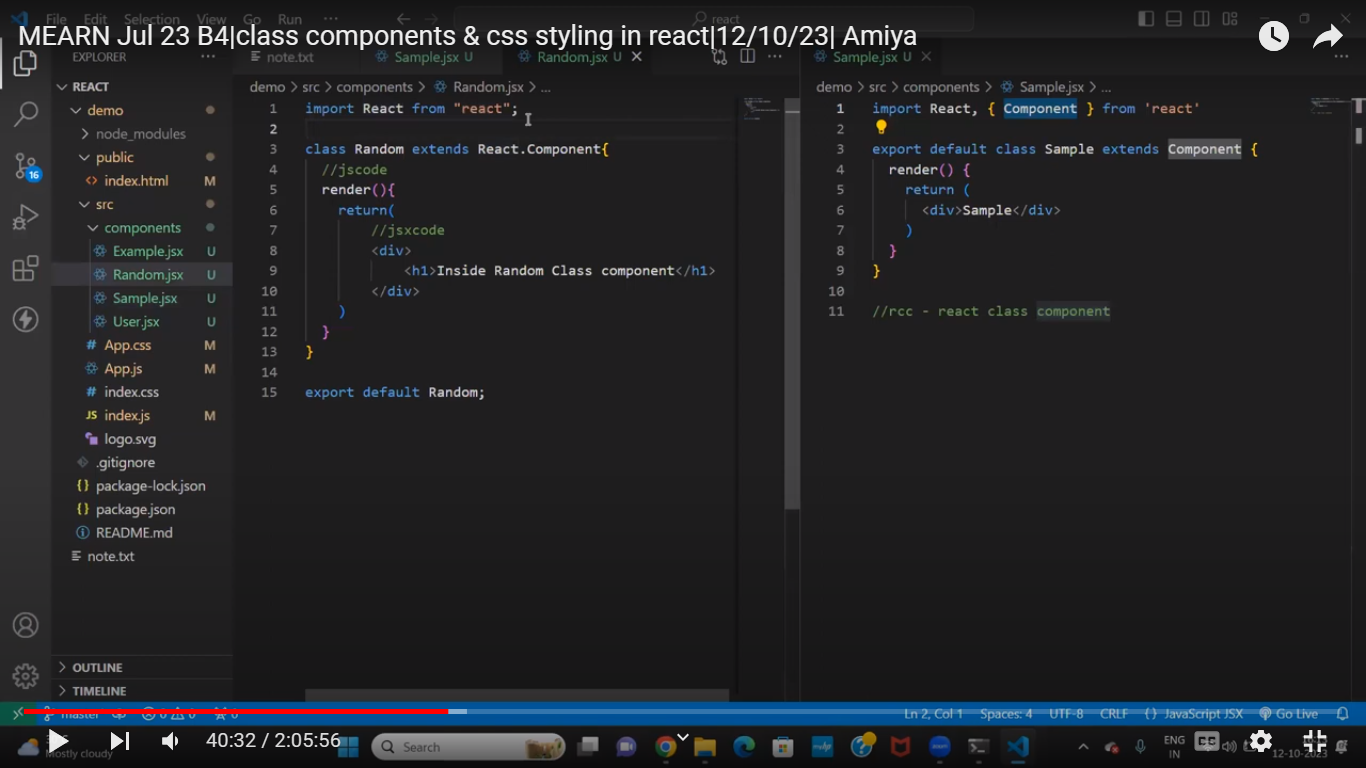 File Edit Selection View Go Run ··· react
MEARN Jul 23 B4|class components & css styling in react|12/10/23| Amiya
EXPLORER ···
note.txt Sample.jsx U Random.jsx U
Sample.jsx U
REACT
demo
node_modules
public
index.html M
src
components
Example.jsx U
Random.jsx U
Sample.jsx U
User.jsx U
App.css M
App.js M
index.css
index.js M
logo.svg
.gitignore
package-lock.json
package.json
README.md
note.txt
OUTLINE
TIMELINE
16
demo > src > components > Random.jsx > ...
1 import React from "react";
2
3 class Random extends React.Component{
4 //jscode
5 render(){
6 return(
7 //jsxcode
8 <div>
9 <h1>Inside Random Class component</h1>
10 </div>
11 )
12 }
13 }
14
15 export default Random;
demo > src > components > Sample.jsx > ...
1 import React, { Component } from 'react'
2
3 export default class Sample extends Component {
4 render() {
5 return (
6 <div>Sample</div>
7 )
8 }
9 }
10
11 //rcc - react class component
master 0 0 0
Ln 2, Col 1 Spaces: 4 UTF-8 CRLF {} JavaScript JSX Go Live
40:32 / 2:05:56
Mostly cloudy
Search
ENG
IN
CC
12-10-2023